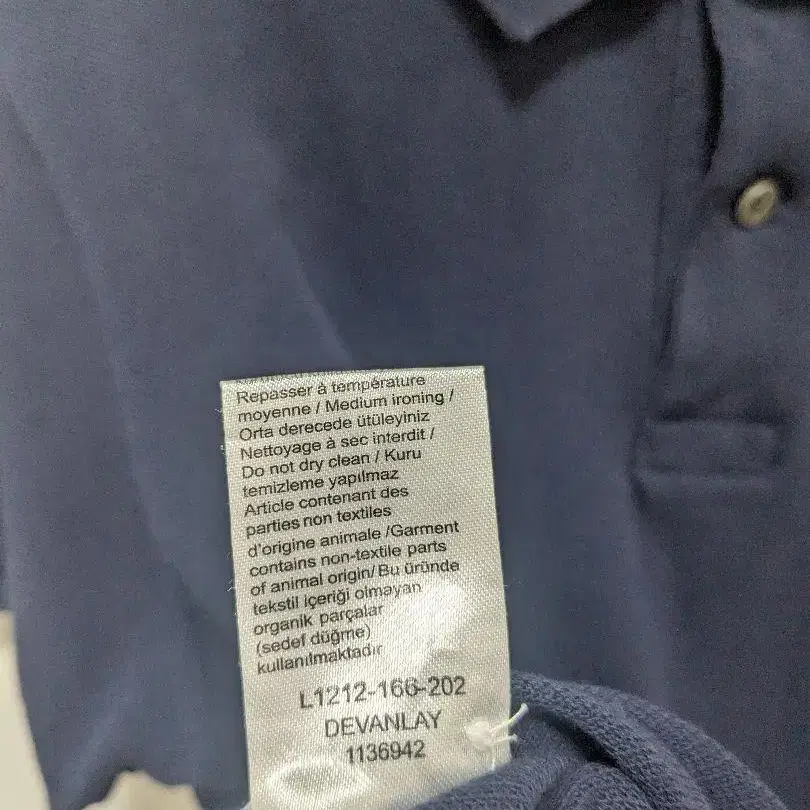 Repasser à température
moyenne / Medium ironing /
Orta derecede ütüleyiniz
Nettoyage à sec interdit /
Do not dry clean / Kuru
temizleme yapılmaz
Article contenant des
parties non textiles
d'origine animale /Garment
contains non-textile parts
of animal origin/ Bu üründe
tekstil içeriği olmayan
organik parçalar
(sedef düğme)
kullanılmaktadır
L1212-166-202
DEVANLAY
1136942